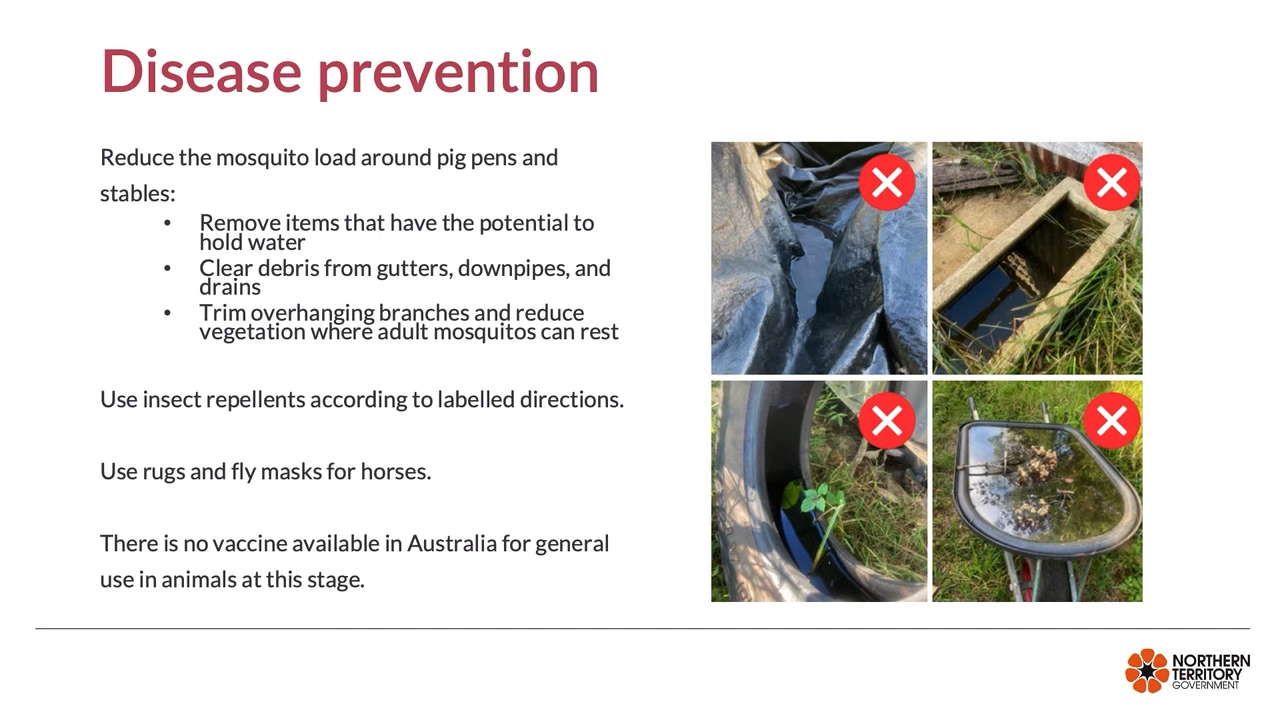 Disease prevention
Reduce the mosquito load around pig pens and
stables:
• Remove items that have the potential to
hold water
• Clear debris from gutters, downpipes, and
drains
• Trim overhanging branches and reduce
vegetation where adult mosquitos can rest
Use insect repellents according to labelled directions.
Use rugs and fly masks for horses.
There is no vaccine available in Australia for general
use in animals at this stage.
NORTHERN
TERRITORY
GOVERNMENT